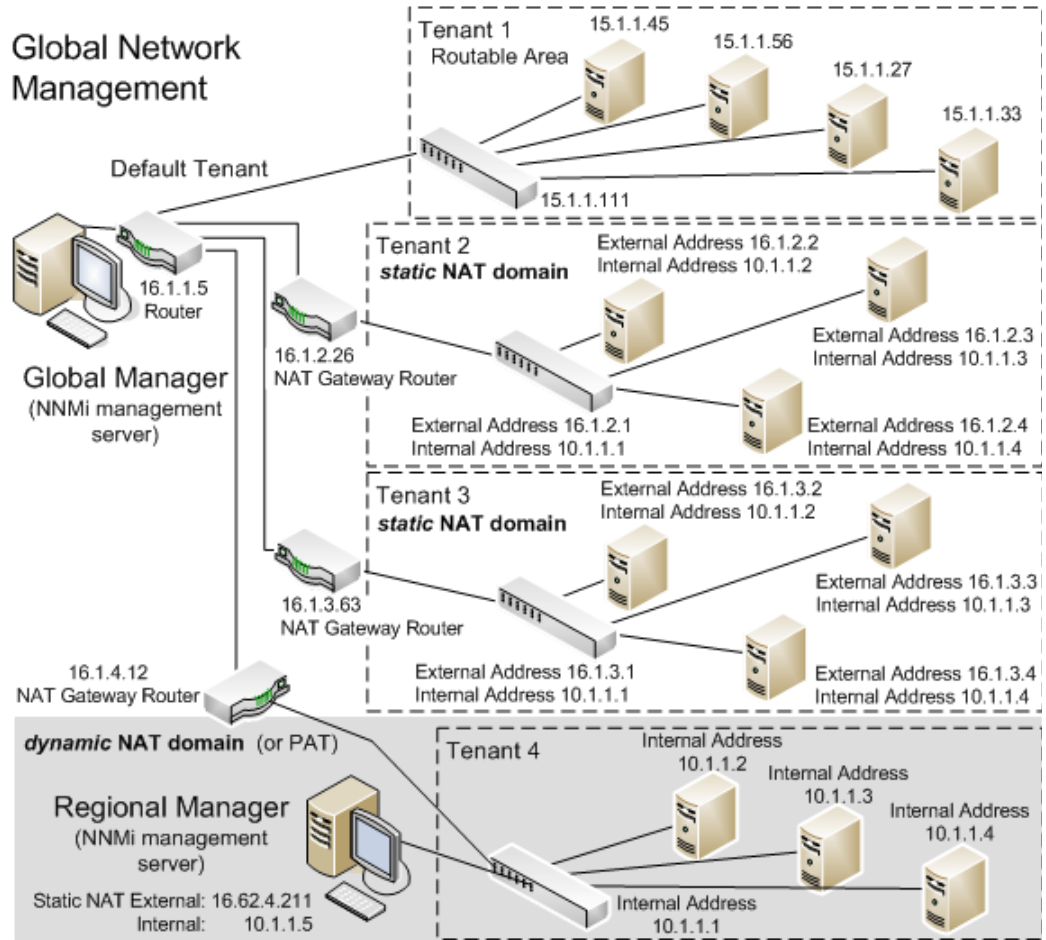 Global Network
Management
Default Tenant
16.1.1.5
Router
Global Manager
(NNMi management
server)
Tenant 1
Routable Area
15.1.1.45
15.1.1.56
15.1.1.27
15.1.1.33
15.1.1.111
16.1.2.26
NAT Gateway Router
Tenant 2
static NAT domain
External Address 16.1.2.2
Internal Address 10.1.1.2
External Address 16.1.2.3
Internal Address 10.1.1.3
External Address 16.1.2.1
Internal Address 10.1.1.1
External Address 16.1.2.4
Internal Address 10.1.1.4
16.1.3.63
NAT Gateway Router
Tenant 3
static NAT domain
External Address 16.1.3.2
Internal Address 10.1.1.2
External Address 16.1.3.3
Internal Address 10.1.1.3
External Address 16.1.3.1
Internal Address 10.1.1.1
External Address 16.1.3.4
Internal Address 10.1.1.4
16.1.4.12
NAT Gateway Router
dynamic NAT domain (or PAT)
Regional Manager
(NNMi management
server)
Static NAT External: 16.62.4.211
Internal: 10.1.1.5
Tenant 4
Internal Address
10.1.1.2
Internal Address
10.1.1.3
Internal Address
10.1.1.4
Internal Address
10.1.1.1